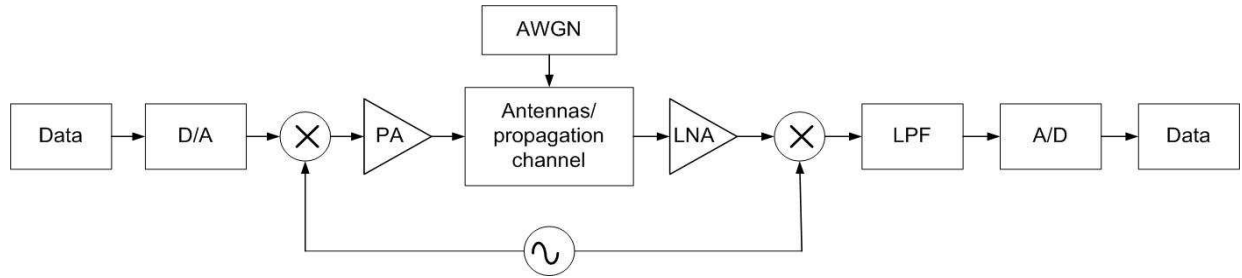 AWGN
Data
D/A
PA
Antennas/
propagation
channel
LNA
LPF
A/D
Data